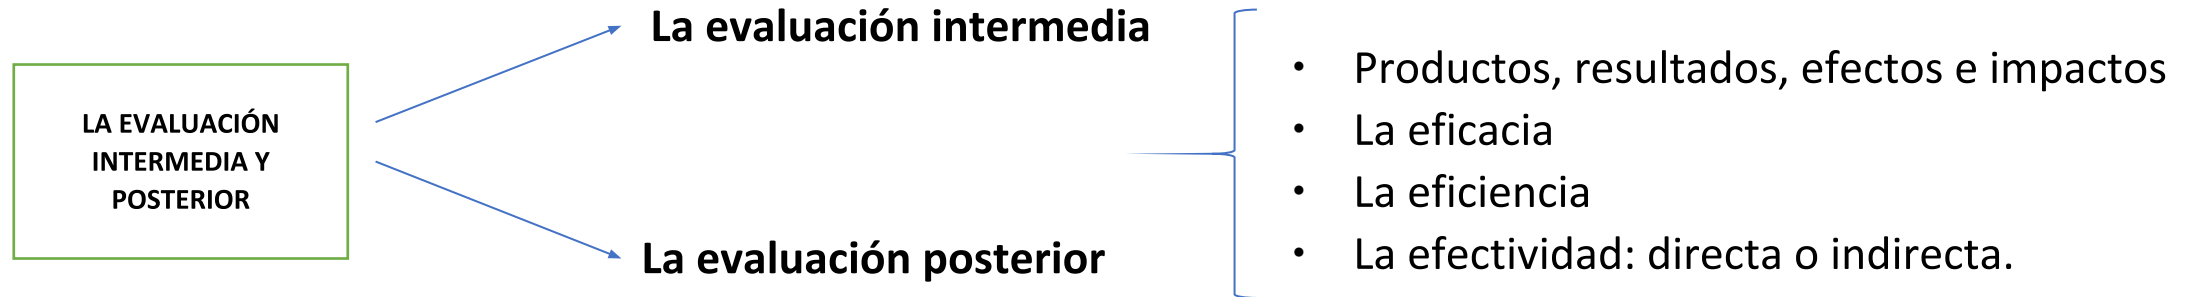 LA EVALUACIÓN
INTERMEDIA Y
POSTERIOR
La evaluación intermedia
La evaluación posterior
• Productos, resultados, efectos e impactos
• La eficacia
• La eficiencia
• La efectividad: directa o indirecta.